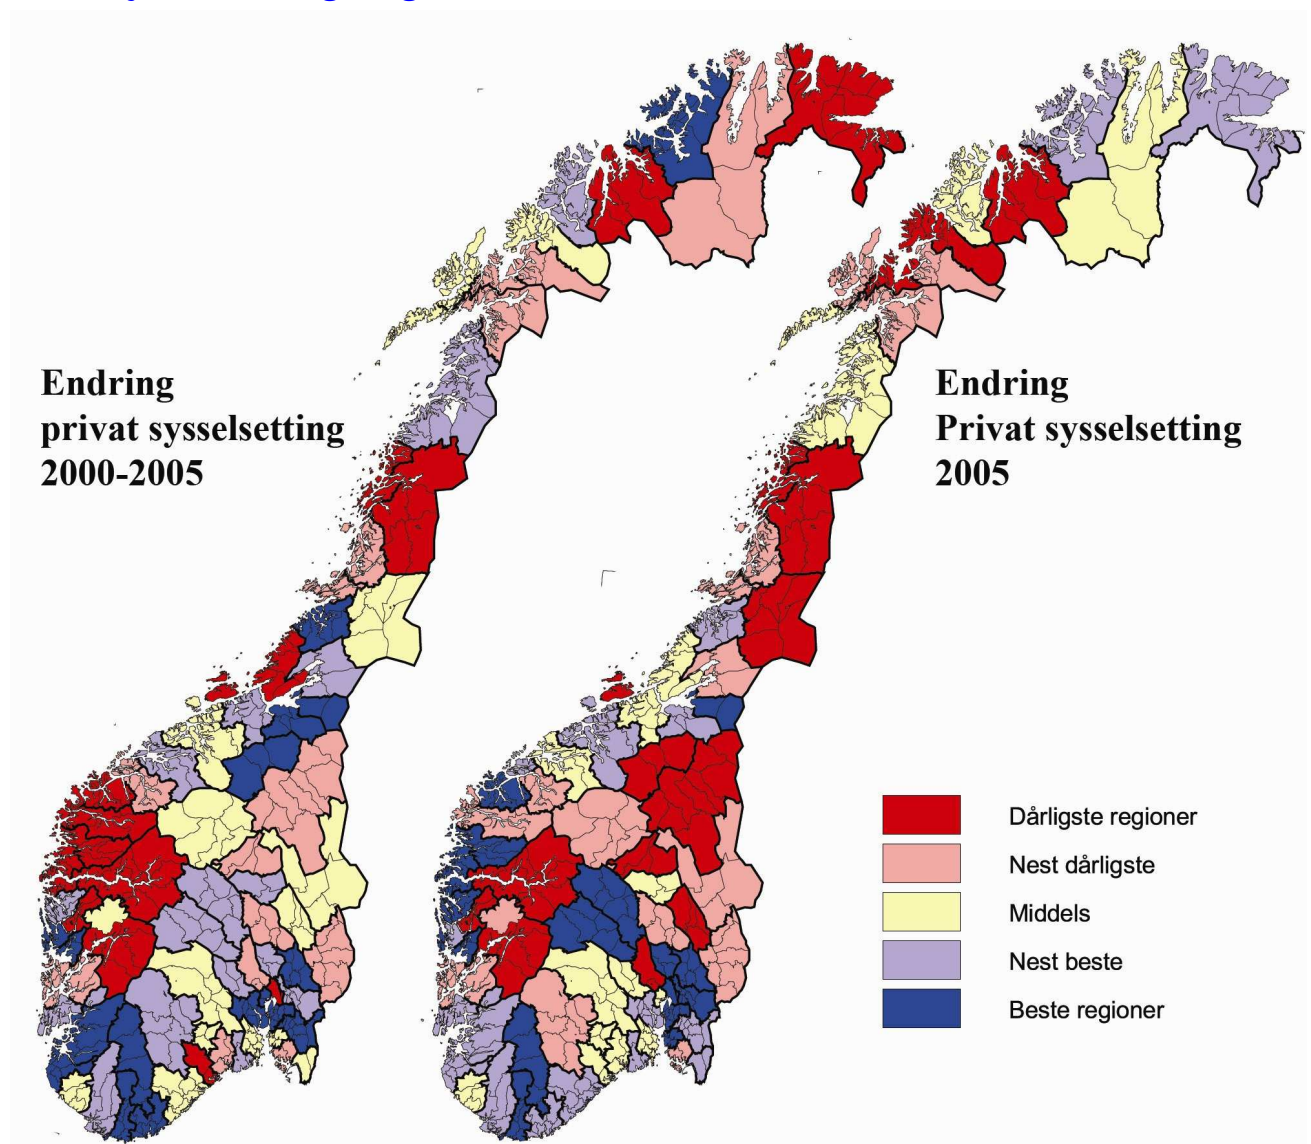 Endring
privat sysselsetting
2000-2005
Endring
Privat sysselsetting
2005
Dårligste regioner
Nest dårligste
Middels
Nest beste
Beste regioner